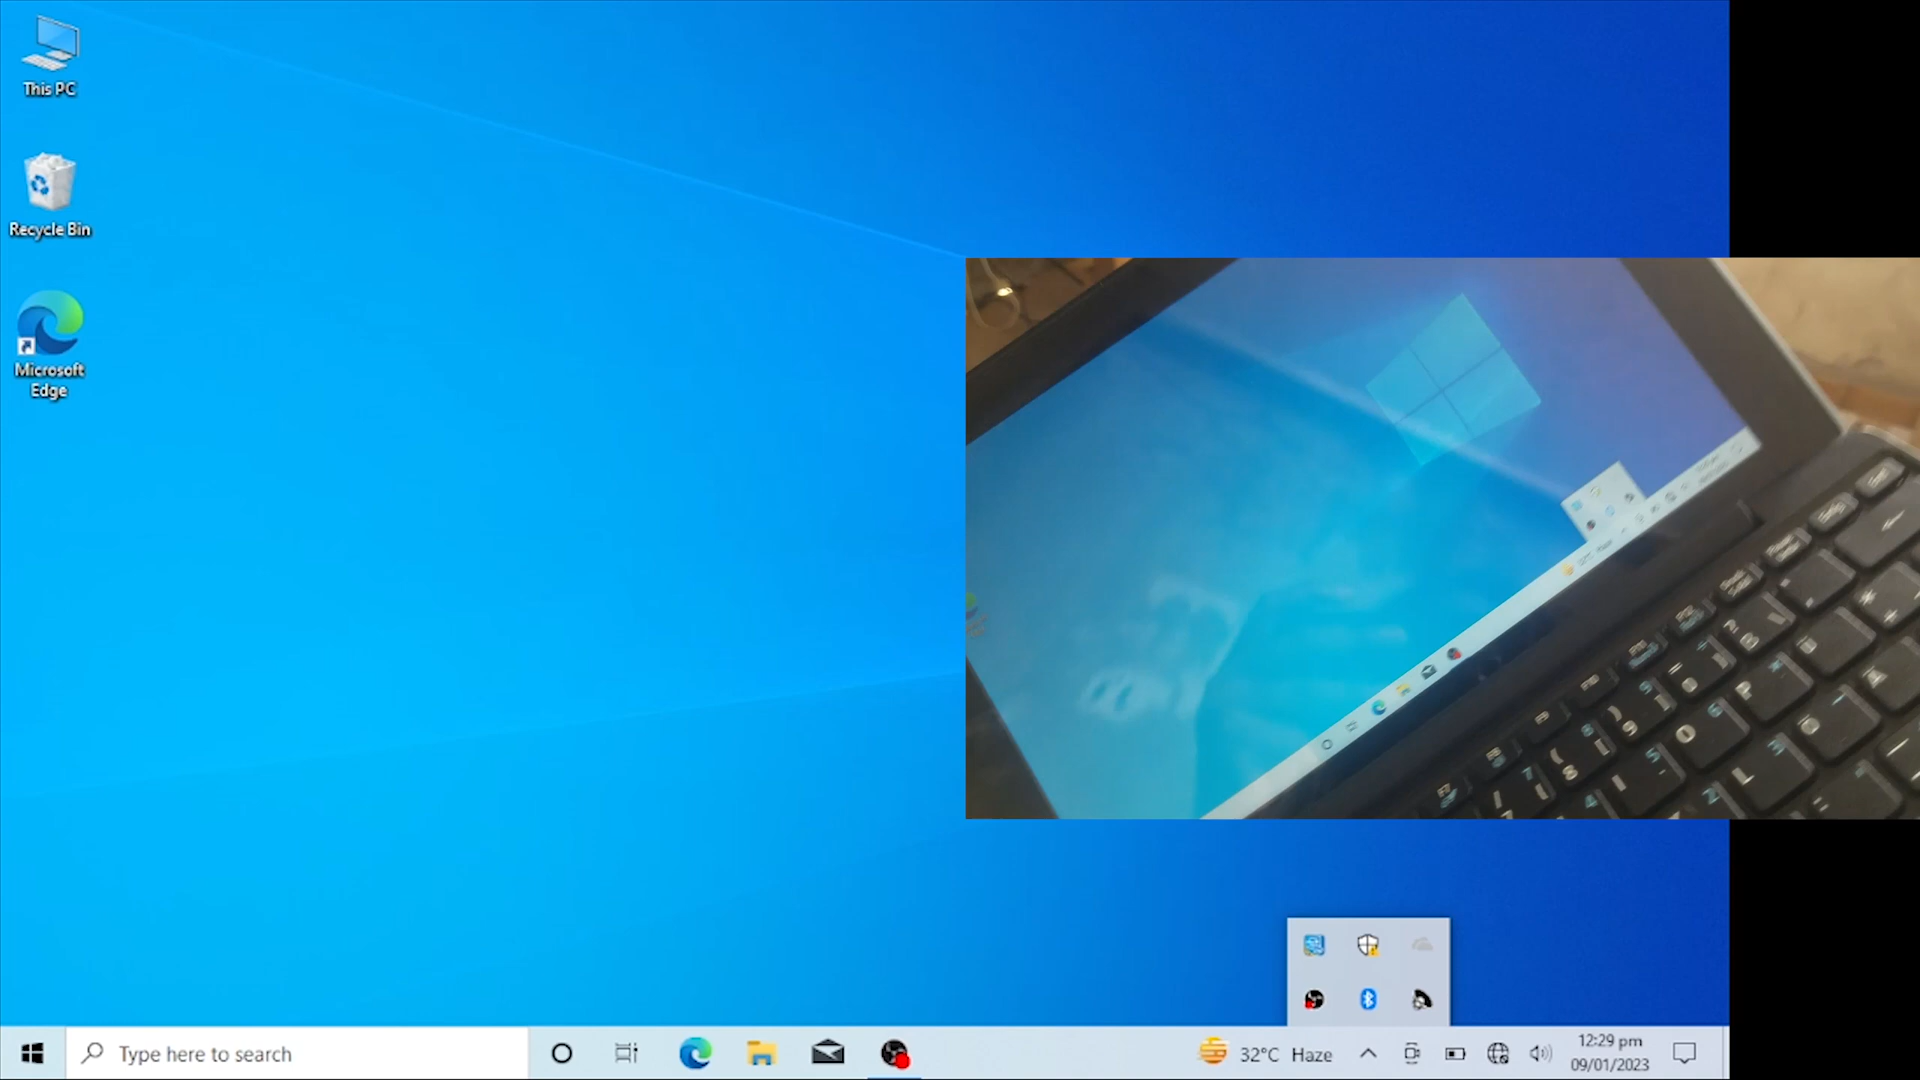 This PC
Recycle Bin
Microsoft
Edge
Type here to search
32°C Haze
12:29 pm
09/01/2023